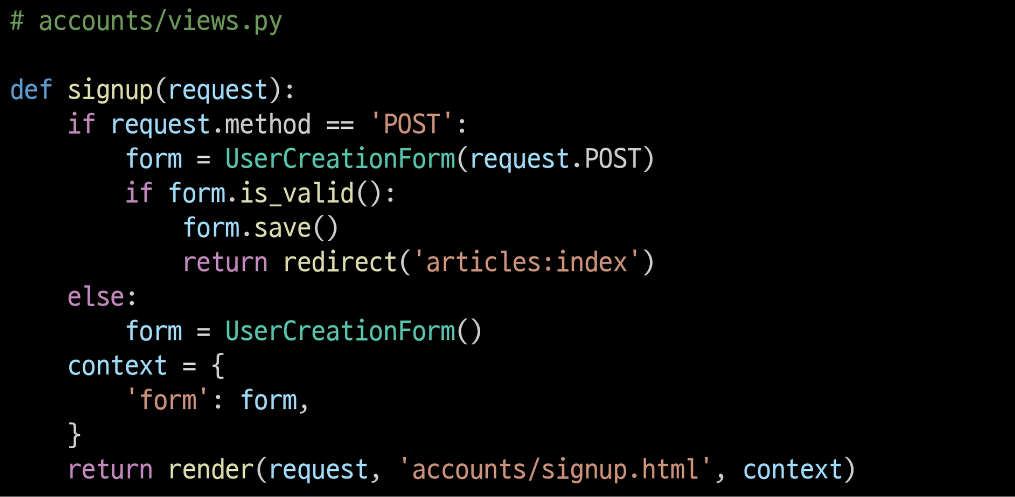 # accounts/views.py
def signup(request):
    if request.method == 'POST':
        form = UserCreationForm(request.POST)
        if form.is_valid():
            form.save()
            return redirect('articles:index')
    else:
        form = UserCreationForm()
    context = {
        'form': form,
    }
    return render(request, 'accounts/signup.html', context)